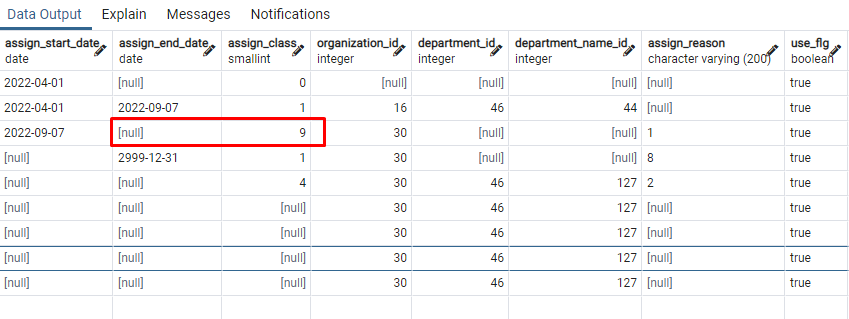 Data Output Explain Messages Notifications
assign_start_date assign_end_date assign_class organization_id department_id department_name_id assign_reason use_flg
date date smallint integer integer integer character varying (200) boolean
2022-04-01 [null] 0 [null] [null] [null] [null] true
2022-04-01 2022-09-07 1 16 46 44 [null] true
2022-09-07 [null] 9 30 [null] [null] 1 true
[null] 2999-12-31 1 30 [null] [null] 8 true
[null] [null] 4 30 46 127 2 true
[null] [null] [null] 30 46 127 [null] true
[null] [null] [null] 30 46 127 [null] true
[null] [null] [null] 30 46 127 [null] true
[null] [null] [null] 30 46 127 [null] true